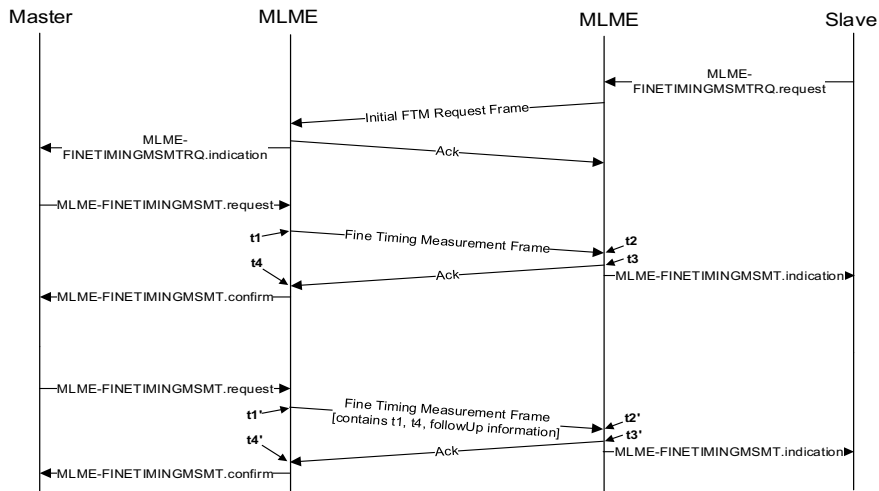 Master
MLME
MLME
Slave
MLME-
FINETIMINGMSMTRQ.request
Initial FTM Request Frame
MLME-
FINETIMINGMSMTRQ.indication
Ack
MLME-FINETIMINGMSMT.request
t1
Fine Timing Measurement Frame
t2
t3
t4
Ack
MLME-FINETIMINGMSMT.indication
MLME-FINETIMINGMSMT.confirm
MLME-FINETIMINGMSMT.request
t1'
Fine Timing Measurement Frame
[contains t1, t4, followUp information]
t2'
t3'
t4'
Ack
MLME-FINETIMINGMSMT.indication
MLME-FINETIMINGMSMT.confirm